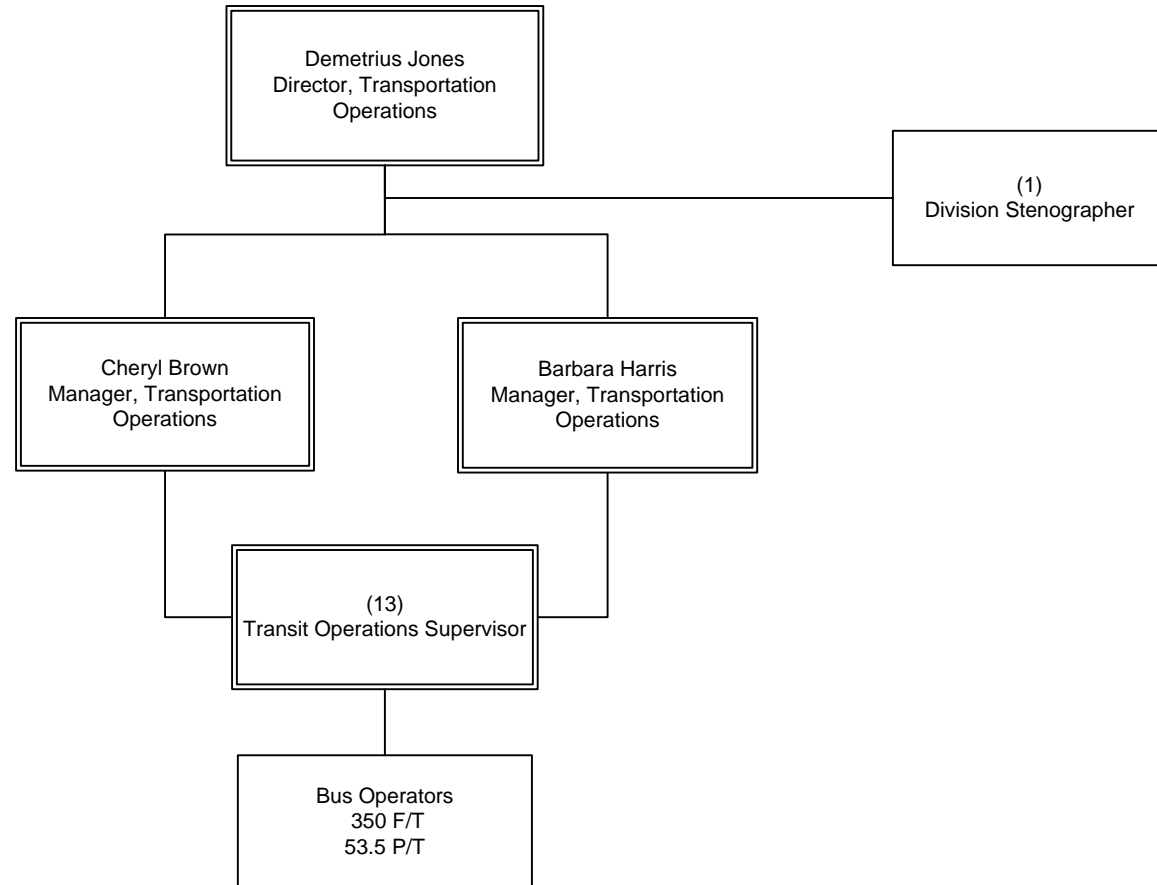 Demetrius Jones
Director, Transportation
Operations
(1)
Division Stenographer
Cheryl Brown
Manager, Transportation
Operations
Barbara Harris
Manager, Transportation
Operations
(13)
Transit Operations Supervisor
Bus Operators
350 F/T
53.5 P/T